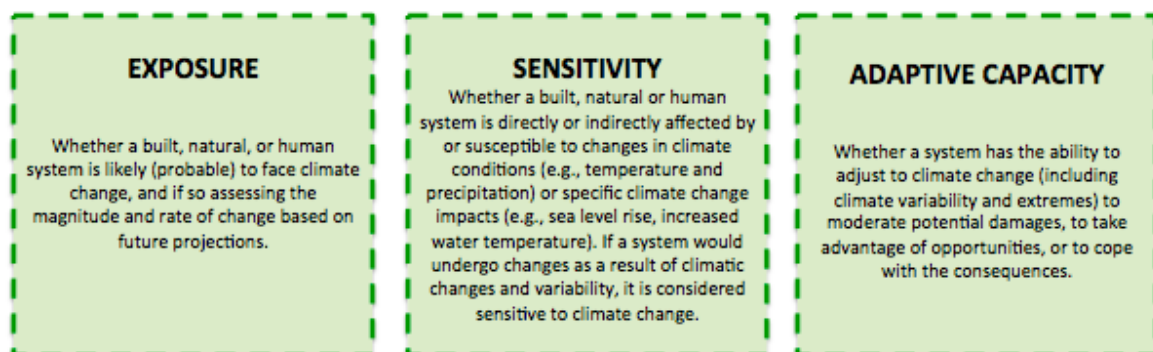 EXPOSURE
Whether a built, natural, or human
system is likely (probable) to face climate
change, and if so assessing the
magnitude and rate of change based on
future projections.
SENSITIVITY
Whether a built, natural or human
system is directly or indirectly affected by
or susceptible to changes in climate
conditions (e.g., temperature and
precipitation) or specific climate change
impacts (e.g., sea level rise, increased
water temperature). If a system would
undergo changes as a result of climatic
changes and variability, it is considered
sensitive to climate change.
ADAPTIVE CAPACITY
Whether a system has the ability to
adjust to climate change (including
climate variability and extremes) to
moderate potential damages, to take
advantage of opportunities, or to cope
with the consequences.